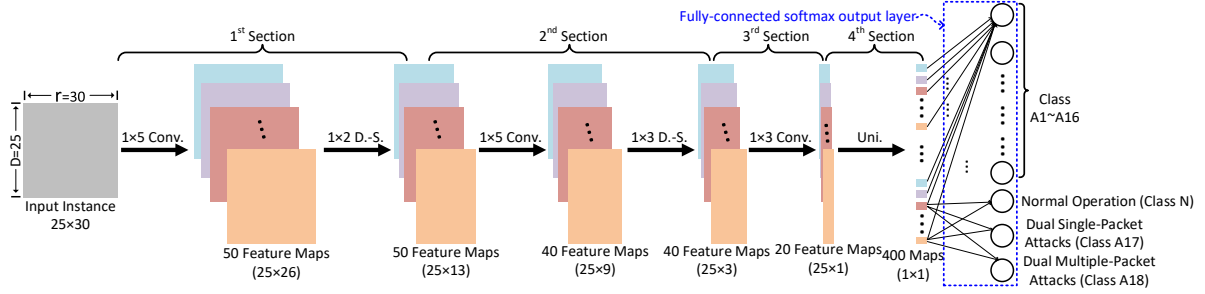 Fully-connected softmax output layer
1st Section
2nd Section
3rd Section
4th Section
r=30
D=25
1×5 Conv.
1×2 D.-S.
1×5 Conv.
1×3 D.-S.
1×3 Conv.
Uni.
Class
A1~A16
Input Instance
25×30
50 Feature Maps
(25×26)
50 Feature Maps
(25×13)
40 Feature Maps
(25×9)
40 Feature Maps
(25×3)
20 Feature Maps
(25×1)
400 Maps
(1×1)
Normal Operation (Class N)
Dual Single-Packet
Attacks (Class A17)
Dual Multiple-Packet
Attacks (Class A18)